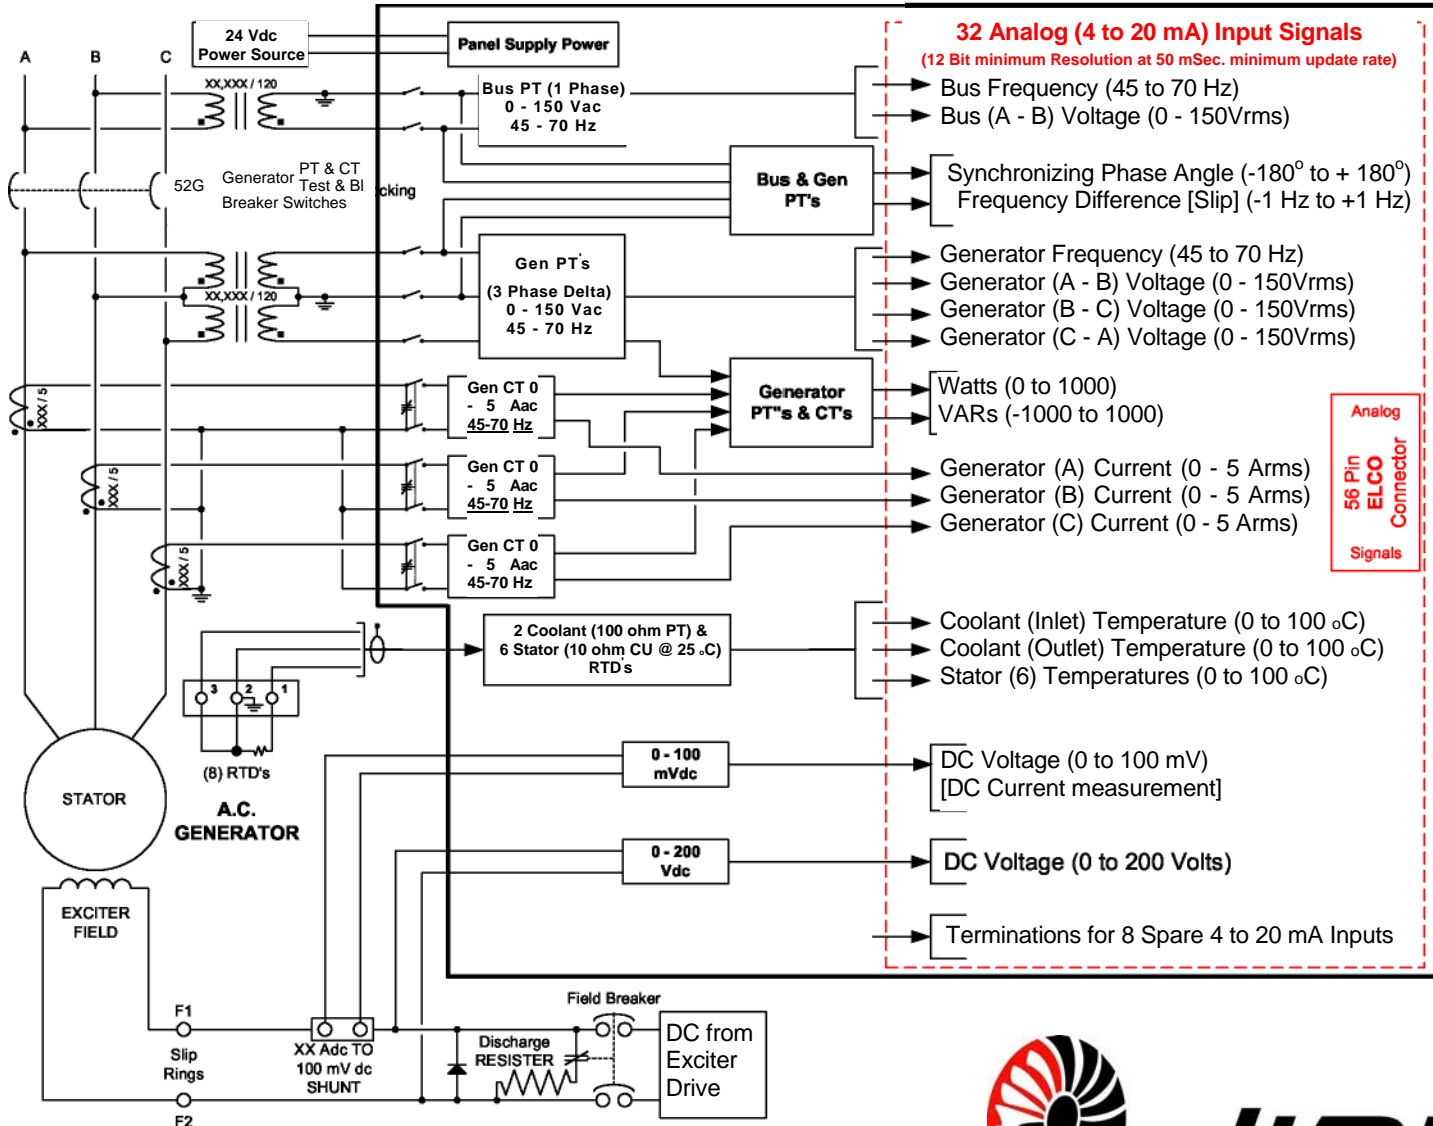 24 Vdc
Power Source
Panel Supply Power
32 Analog (4 to 20 mA) Input Signals
(12 Bit minimum Resolution at 50 mSec. minimum update rate)
A
B
C
XX,XXX / 120
Bus PT (1 Phase)
0 - 150 Vac
45 - 70 Hz
Bus Frequency (45 to 70 Hz)
Bus (A - B) Voltage (0 - 150Vrms)
52G
Generator
Breaker
PT & CT
Test & Bl
cking
Switches
Bus & Gen
PT's
Synchronizing Phase Angle (-180° to + 180°)
Frequency Difference [Slip] (-1 Hz to +1 Hz)
XX,XXX / 120
Gen PT's
(3 Phase Delta)
0 - 150 Vac
45 - 70 Hz
Generator Frequency (45 to 70 Hz)
Generator (A - B) Voltage (0 - 150Vrms)
Generator (B - C) Voltage (0 - 150Vrms)
Generator (C - A) Voltage (0 - 150Vrms)
XXX / 5
Gen CT 0
- 5 Aac
45-70 Hz
Generator
PT"s & CT's
Watts (0 to 1000)
VARs (-1000 to 1000)
XXX / 5
Gen CT 0
- 5 Aac
45-70 Hz
Generator (A) Current (0 - 5 Arms)
Generator (B) Current (0 - 5 Arms)
Generator (C) Current (0 - 5 Arms)
Analog
56 Pin
ELCO
Connector
Signals
XXX / 5
Gen CT 0
- 5 Aac
45-70 Hz
2 Coolant (100 ohm PT) &
6 Stator (10 ohm CU @ 25 oC)
RTD's
Coolant (Inlet) Temperature (0 to 100 oC)
Coolant (Outlet) Temperature (0 to 100 oC)
Stator (6) Temperatures (0 to 100 oC)
3
2
1
(8) RTD's
STATOR
A.C.
GENERATOR
0 - 100
mVdc
DC Voltage (0 to 100 mV)
[DC Current measurement]
0 - 200
Vdc
DC Voltage (0 to 200 Volts)
EXCITER
FIELD
Terminations for 8 Spare 4 to 20 mA Inputs
F1
Slip
Rings
F2
XX Adc TO
100 mV dc
SHUNT
Discharge
RESISTER
Field Breaker
DC from
Exciter
Drive